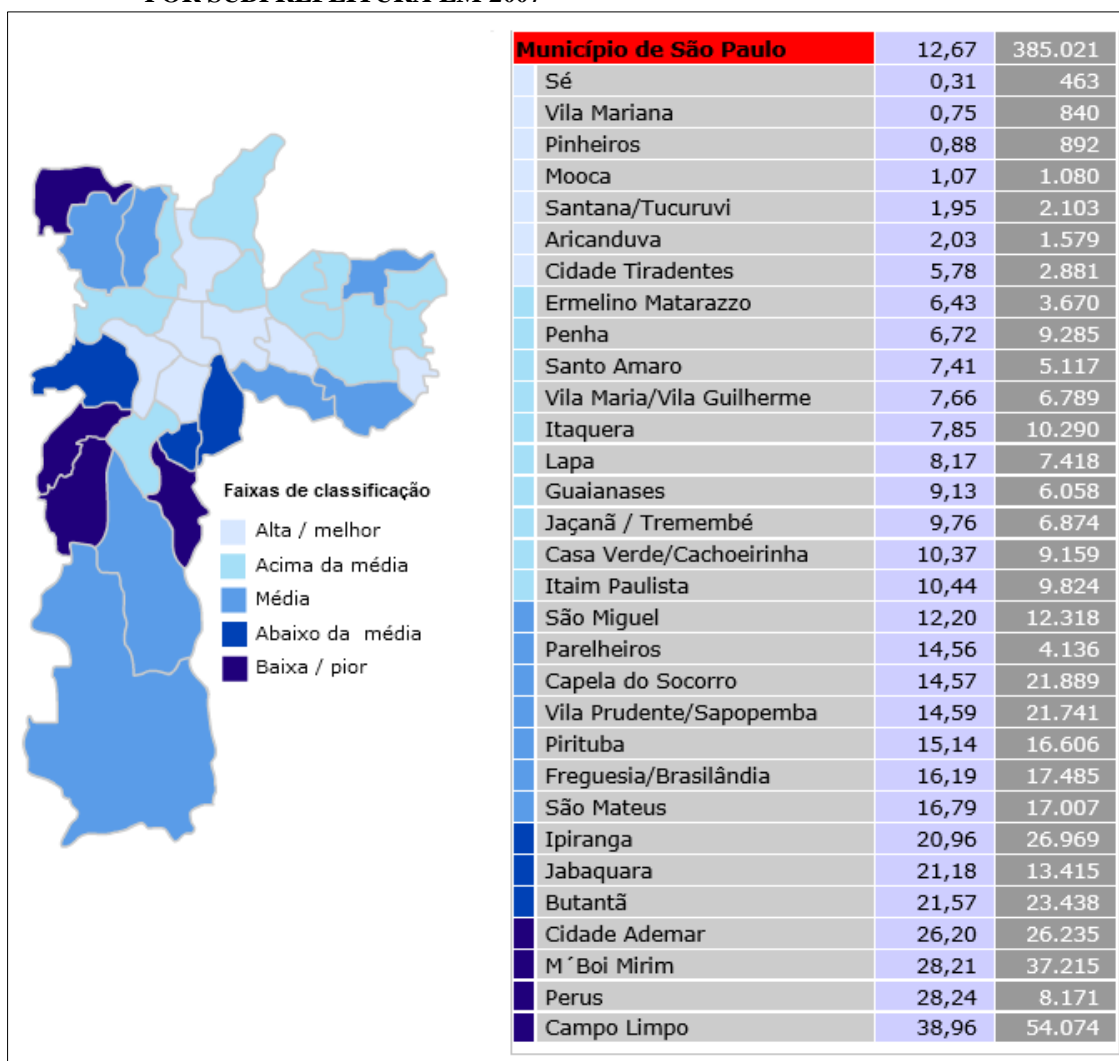 POR SUBPREFEITURA EM 2007
Município de São Paulo 12,67 385.021
Sé 0,31 463
Vila Mariana 0,75 840
Pinheiros 0,88 892
Mooca 1,07 1.080
Santana/Tucuruvi 1,95 2.103
Aricanduva 2,03 1.579
Cidade Tiradentes 5,78 2.881
Ermelino Matarazzo 6,43 3.670
Penha 6,72 9.285
Santo Amaro 7,41 5.117
Vila Maria/Vila Guilherme 7,66 6.789
Itaquera 7,85 10.290
Lapa 8,17 7.418
Guaianases 9,13 6.058
Jaçanã / Tremembé 9,76 6.874
Casa Verde/Cachoeirinha 10,37 9.159
Itaim Paulista 10,44 9.824
São Miguel 12,20 12.318
Parelheiros 14,56 4.136
Capela do Socorro 14,57 21.889
Vila Prudente/Sapopemba 14,59 21.741
Pirituba 15,14 16.606
Freguesia/Brasilândia 16,19 17.485
São Mateus 16,79 17.007
Ipiranga 20,96 26.969
Jabaquara 21,18 13.415
Butantã 21,57 23.438
Cidade Ademar 26,20 26.235
M´Boi Mirim 28,21 37.215
Perus 28,24 8.171
Campo Limpo 38,96 54.074
Faixas de classificação
Alta / melhor
Acima da média
Média
Abaixo da média
Baixa / pior